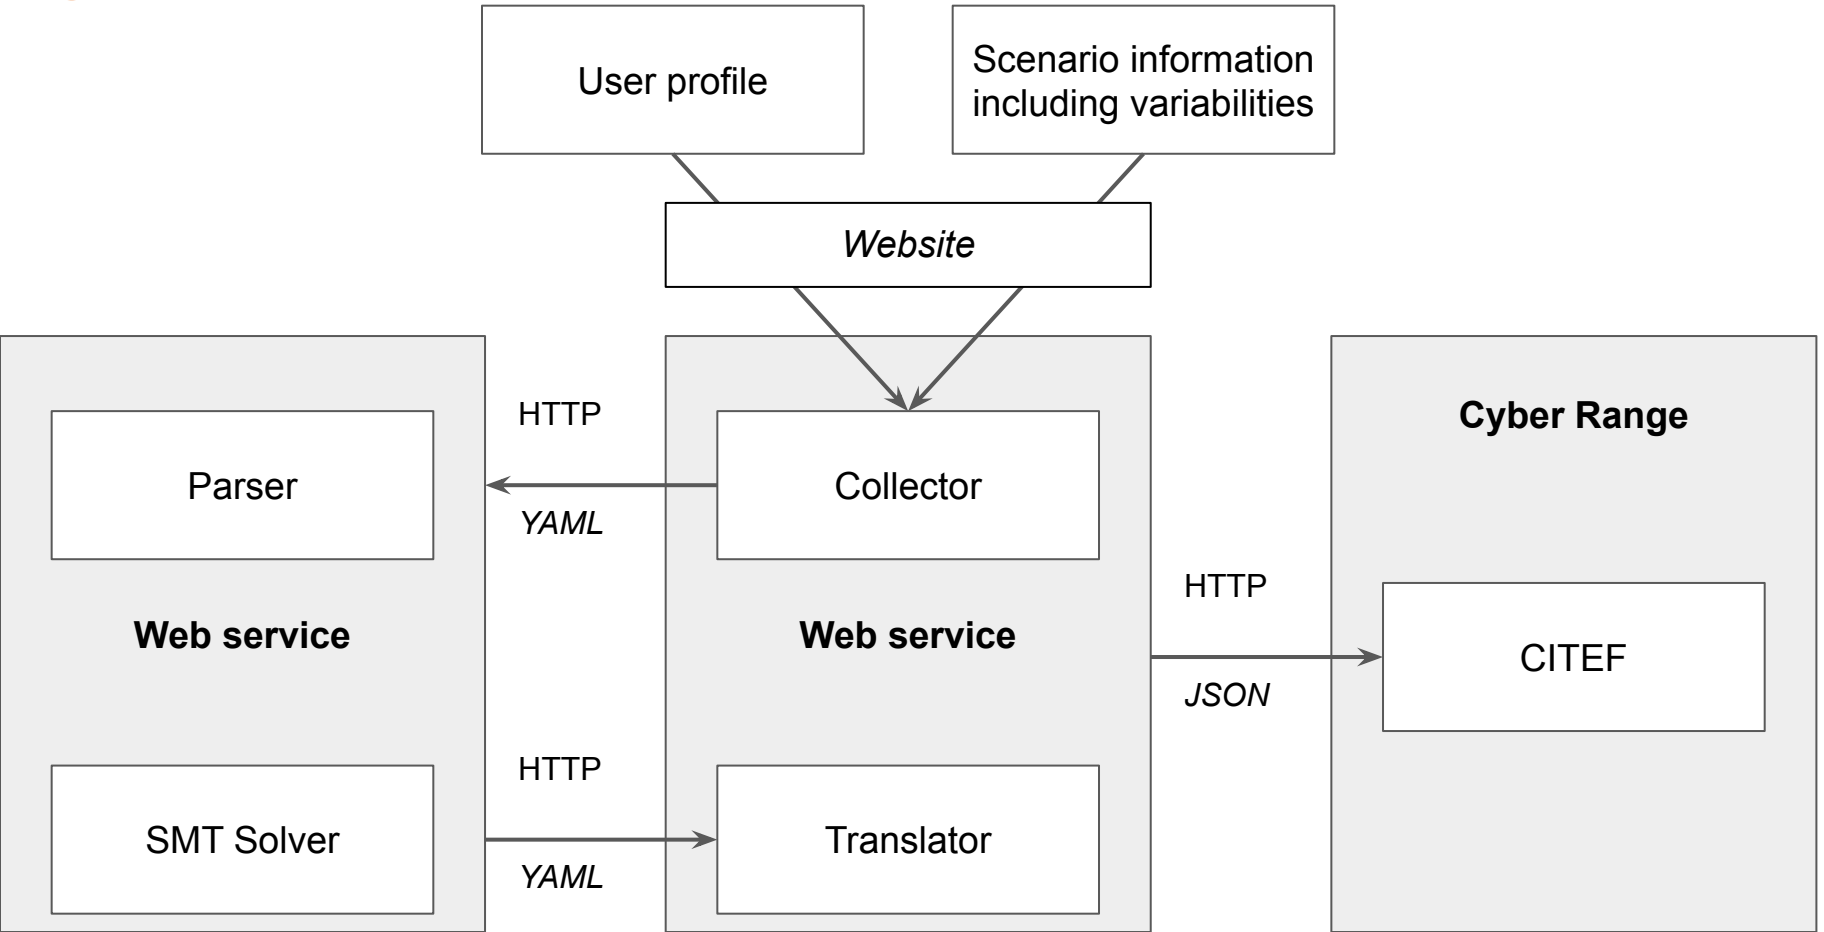 User profile
Scenario information
including variabilities
Website
HTTP
Cyber Range
Parser
Collector
YAML
HTTP
Web service
Web service
CITEF
JSON
HTTP
SMT Solver
Translator
YAML